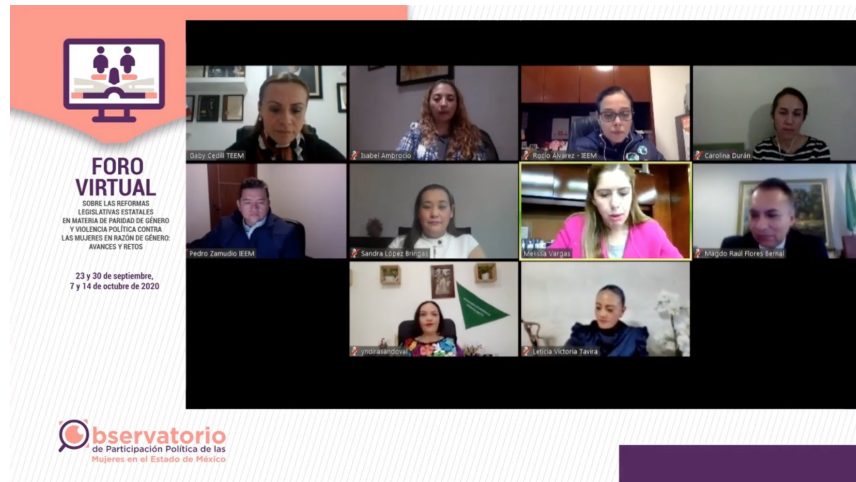 FORO
VIRTUAL
SOBRE LAS REFORMAS
LEGISLATIVAS ESTATALES
EN MATERIA DE PARIDAD DE GÉNERO
Y VIOLENCIA POLÍTICA CONTRA
LAS MUJERES EN RAZÓN DE GÉNERO:
AVANCES Y RETOS
23 y 30 de septiembre,
7 y 14 de octubre de 2020
Gaby Cedill TEEM
Isabel Ambrocio
Rocío Álvarez - IEEM
Carolina Durán
Pedro Zamudio IEEM
Sandra López Bringas
Melissa Vargas
Magdo Raúl Flores Bernal
yndirasandoval
Leticia Victoria Tavira
Observatorio
de Participación Política de las
Mujeres en el Estado de México